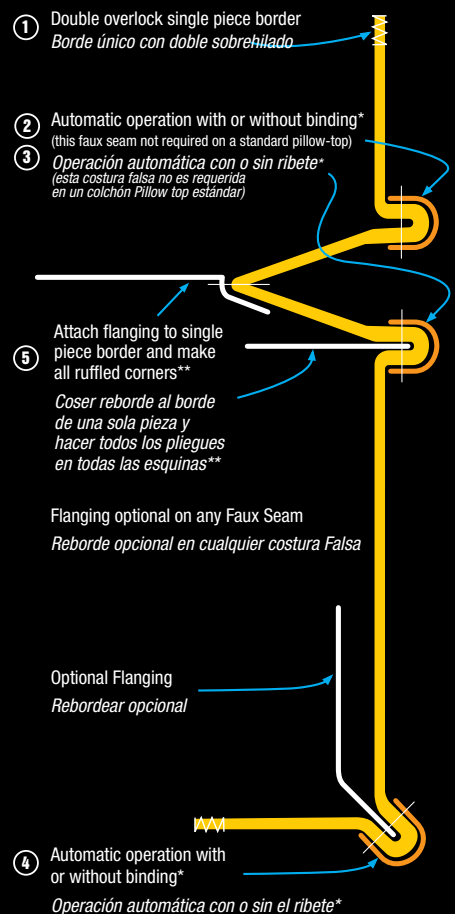 1 Double overlock single piece border
Borde único con doble sobrehilado
2 Automatic operation with or without binding*
(this faux seam not required on a standard pillow-top)
3 Operación automática con o sin ribete*
(esta costura falsa no es requerida
en un colchón Pillow top estándar)
Attach flanging to single
5 piece border and make
all ruffled corners**
Coser reborde al borde
de una sola pieza y
hacer todos los pliegues
en todas las esquinas**
Flanging optional on any Faux Seam
Reborde opcional en cualquier costura Falsa
Optional Flanging
Rebordear opcional
4 Automatic operation with
or without binding*
Operación automática con o sin el ribete*